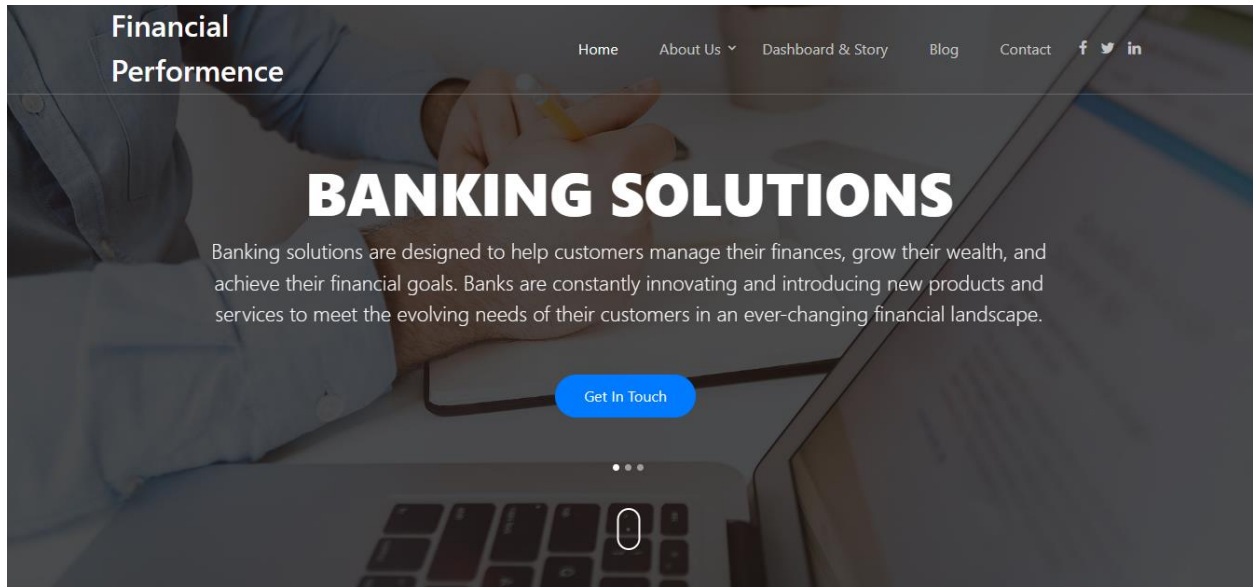 Financial
Performence
Home About Us Dashboard & Story Blog Contact
BANKING SOLUTIONS
Banking solutions are designed to help customers manage their finances, grow their wealth, and
achieve their financial goals. Banks are constantly innovating and introducing new products and
services to meet the evolving needs of their customers in an ever-changing financial landscape.
Get In Touch